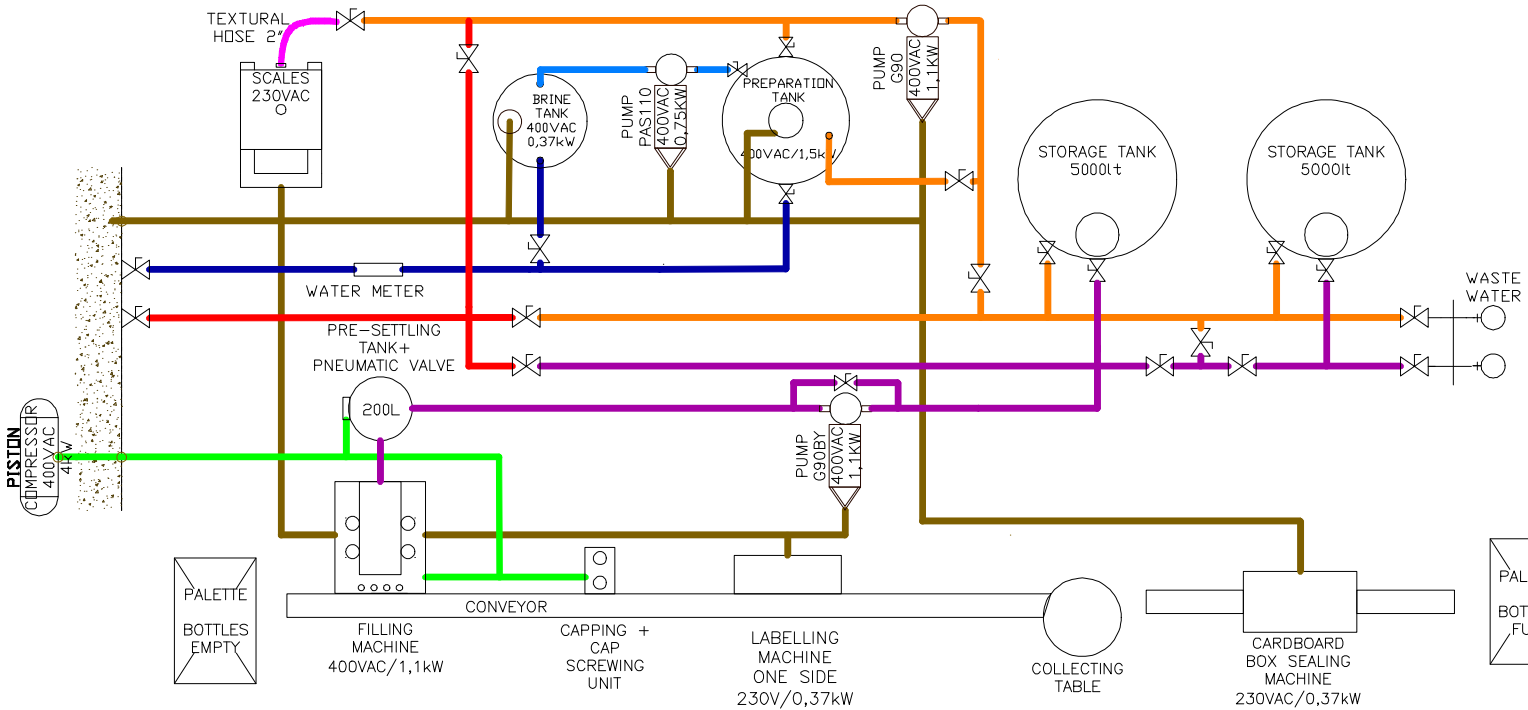 TEXTURAL
HOSE 2"
SCALES
230VAC
BRINE
TANK
400VAC
0,37kW
PUMP
PAS110
400VAC
0,75KW
PREPARATION
TANK
400VAC/1,5kW
PUMP
G90
400VAC
1,1KW
STORAGE TANK
5000lt
STORAGE TANK
5000lt
WATER METER
WASTE
WATER
PRE-SETTLING
TANK+
PNEUMATIC VALVE
200L
PISTON
COMPRESSOR
400VAC
4KW
PUMP
G90BY
400VAC
1,1KW
PALETTE
BOTTLES
EMPTY
CONVEYOR
FILLING
MACHINE
400VAC/1,1kW
CAPPING +
CAP
SCREWING
UNIT
LABELLING
MACHINE
ONE SIDE
230V/0,37kW
COLLECTING
TABLE
CARDBOARD
BOX SEALING
MACHINE
230VAC/0,37kW
PAL
BOT
FU